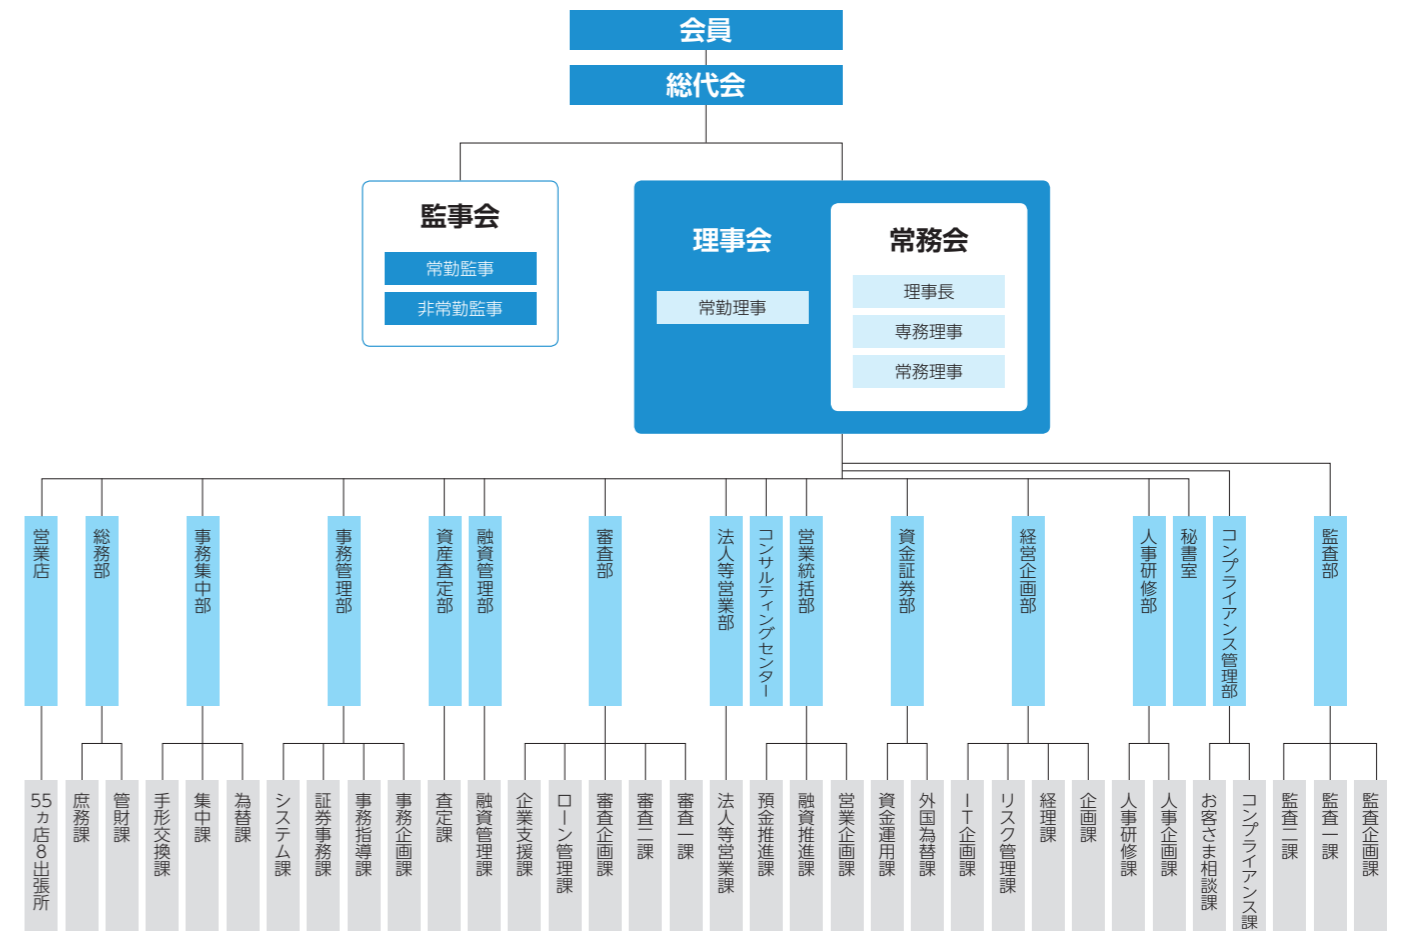 会員
総代会
監事会
常勤監事
非常勤監事
理事会
常勤理事
常務会
理事長
専務理事
常務理事
営業店
総務部
事務集中部
事務管理部
資産査定部
融資管理部
審査部
法人等営業部
コンサルティングセンター
営業統括部
資金証券部
経営企画部
人事研修部
秘書室
コンプライアンス管理部
監査部
55ヵ店8出張所
庶務課
管財課
手形交換課
集中課
為替課
システム課
証券事務課
事務指導課
事務企画課
査定課
融資管理課
企業支援課
ローン管理課
審査企画課
審査二課
審査一課
法人等営業課
預金推進課
融資推進課
営業企画課
資金運用課
外国為替課
IT企画課
リスク管理課
経理課
企画課
人事研修課
人事企画課
お客さま相談課
コンプライアンス課
監査二課
監査一課
監査企画課